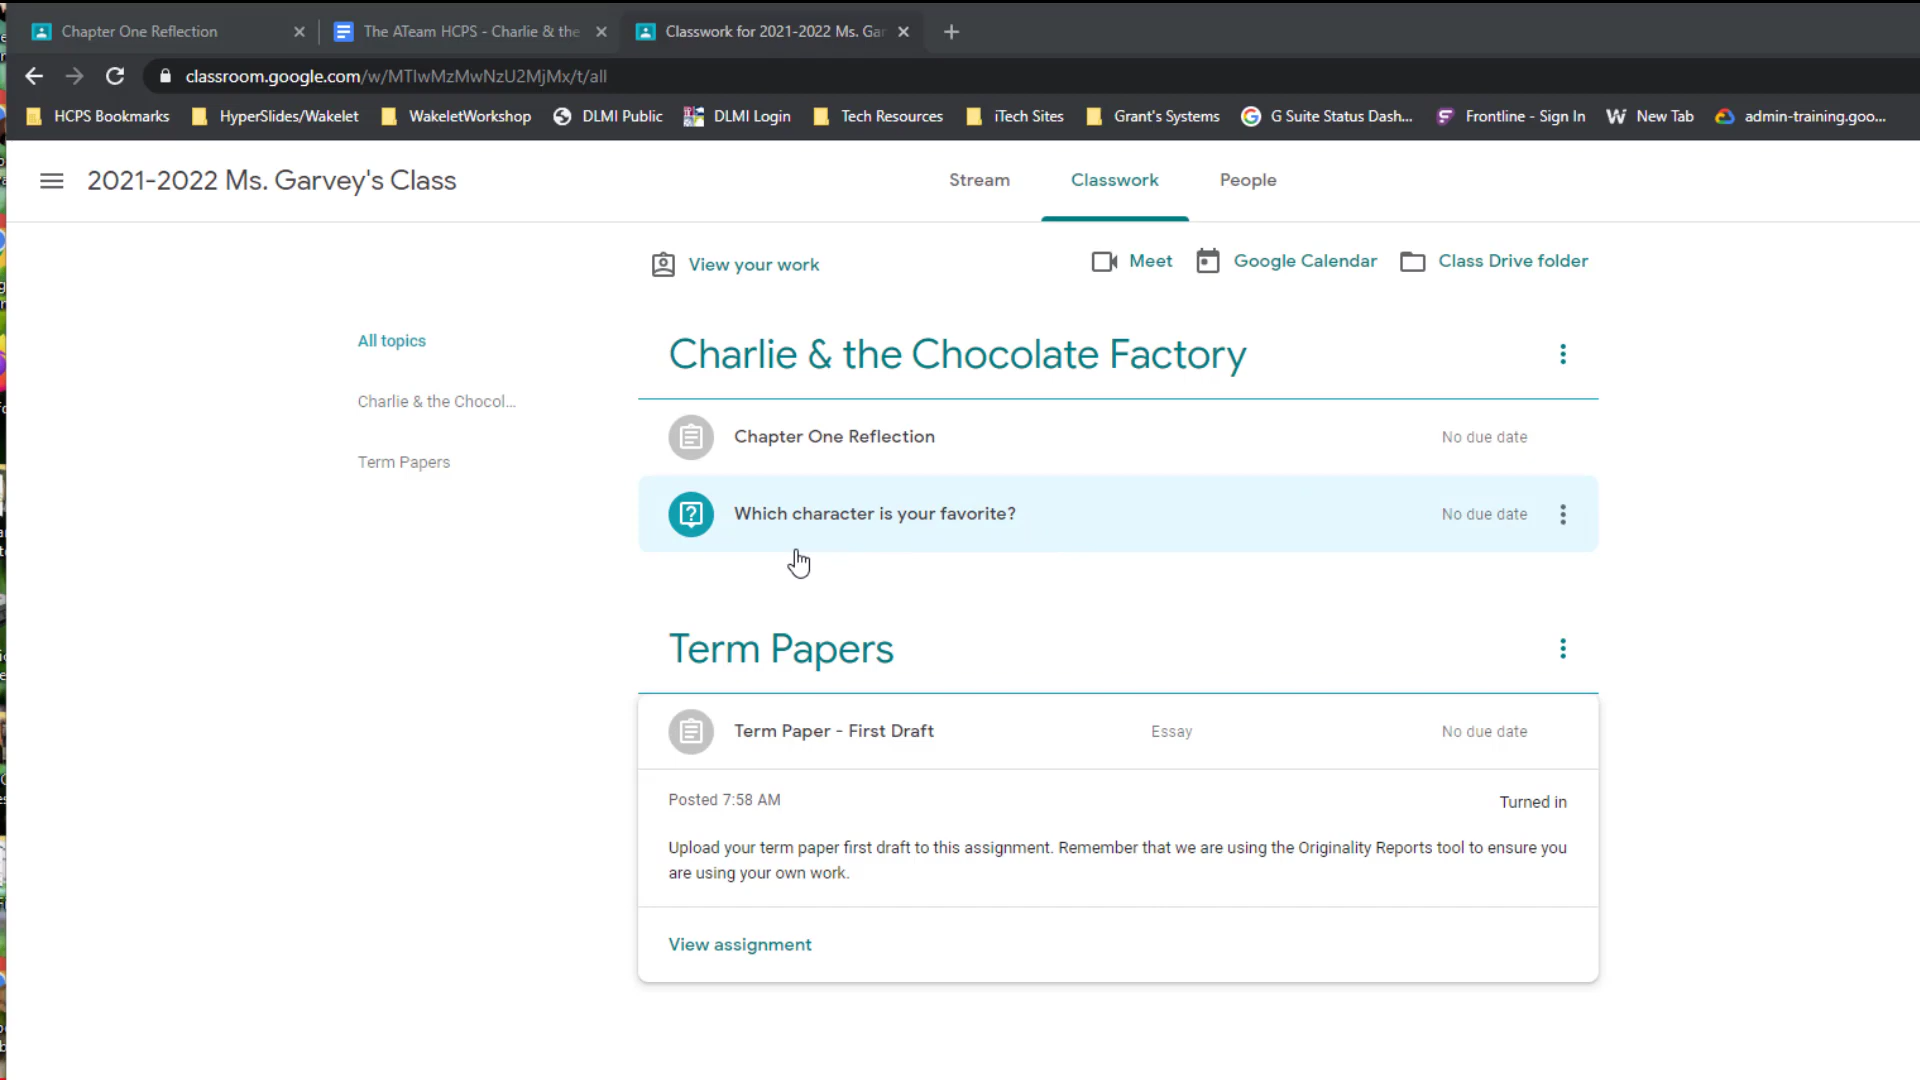 Chapter One Reflection
The ATeam HCPS - Charlie & the
Classwork for 2021-2022 Ms. Gar
classroom.google.com/w/MTIwMzMwNzU2MjMx/t/all
HCPS Bookmarks
HyperSlides/Wakelet
WakeletWorkshop
DLMI Public
DLMI Login
Tech Resources
iTech Sites
Grant's Systems
G Suite Status Dash...
Frontline - Sign In
New Tab
admin-training.goo...
2021-2022 Ms. Garvey's Class
Stream
Classwork
People
View your work
Meet
Google Calendar
Class Drive folder
All topics
Charlie & the Chocol...
Term Papers
Charlie & the Chocolate Factory
Chapter One Reflection
No due date
Which character is your favorite?
No due date
Term Papers
Term Paper - First Draft
Essay
No due date
Posted 7:58 AM
Turned in
Upload your term paper first draft to this assignment. Remember that we are using the Originality Reports tool to ensure you
are using your own work.
View assignment